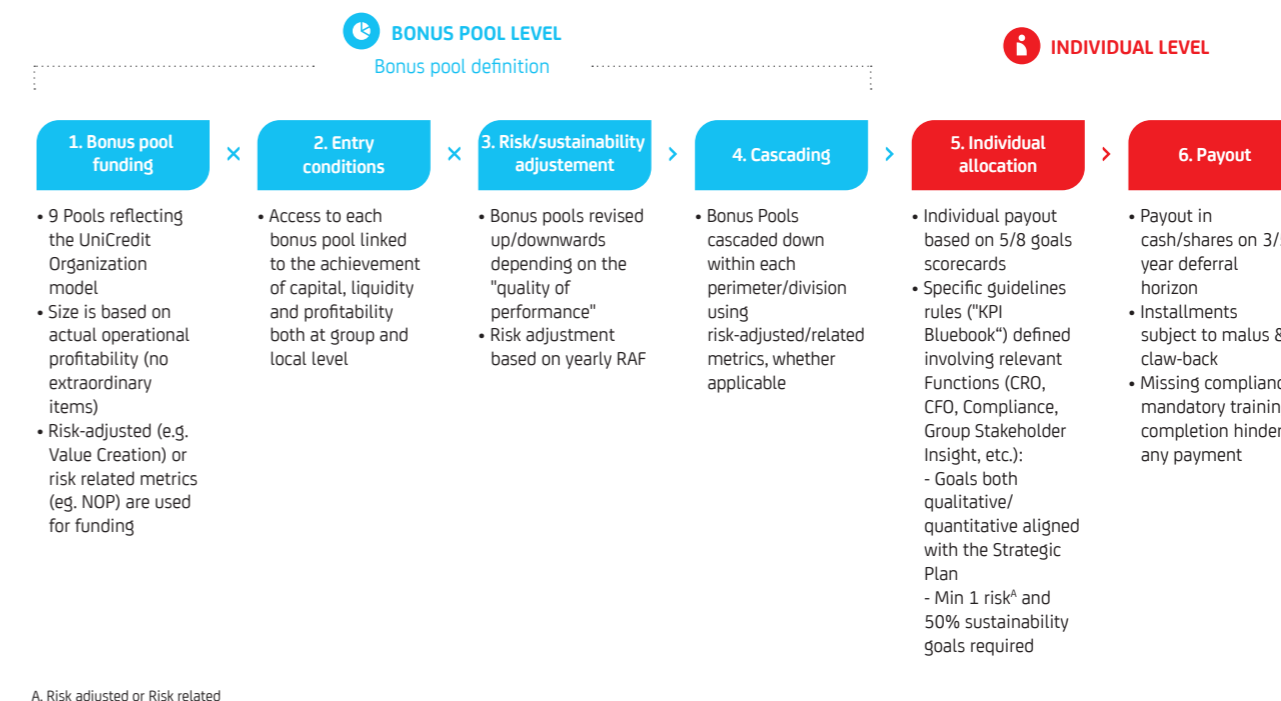 BONUS POOL LEVEL
Bonus pool definition
INDIVIDUAL LEVEL
1. Bonus pool
funding
×
2. Entry
conditions
×
3. Risk/sustainability
adjustement
>
4. Cascading
>
5. Individual
allocation
>
6. Payout
• 9 Pools reflecting
the UniCredit
Organization
model
• Size is based on
actual operational
profitability (no
extraordinary
items)
• Risk-adjusted (e.g.
Value Creation) or
risk related metrics
(eg. NOP) are used
for funding
• Access to each
bonus pool linked
to the achievement
of capital, liquidity
and profitability
both at group and
local level
• Bonus pools revised
up/downwards
depending on the
"quality of
performance"
• Risk adjustment
based on yearly RAF
• Bonus Pools
cascaded down
within each
perimeter/division
using
risk-adjusted/related
metrics, whether
applicable
• Individual payout
based on 5/8 goals
scorecards
• Specific guidelines
rules ("KPI
Bluebook“) defined
involving relevant
Functions (CRO,
CFO, Compliance,
Group Stakeholder
Insight, etc.):
- Goals both
qualitative/
quantitative aligned
with the Strategic
Plan
- Min 1 riskᴬ and
50% sustainability
goals required
• Payout in
cash/shares on 3/
year deferral
horizon
• Installments
subject to malus &
claw-back
• Missing
mandatory
completion
any payment
A. Risk adjusted or Risk related